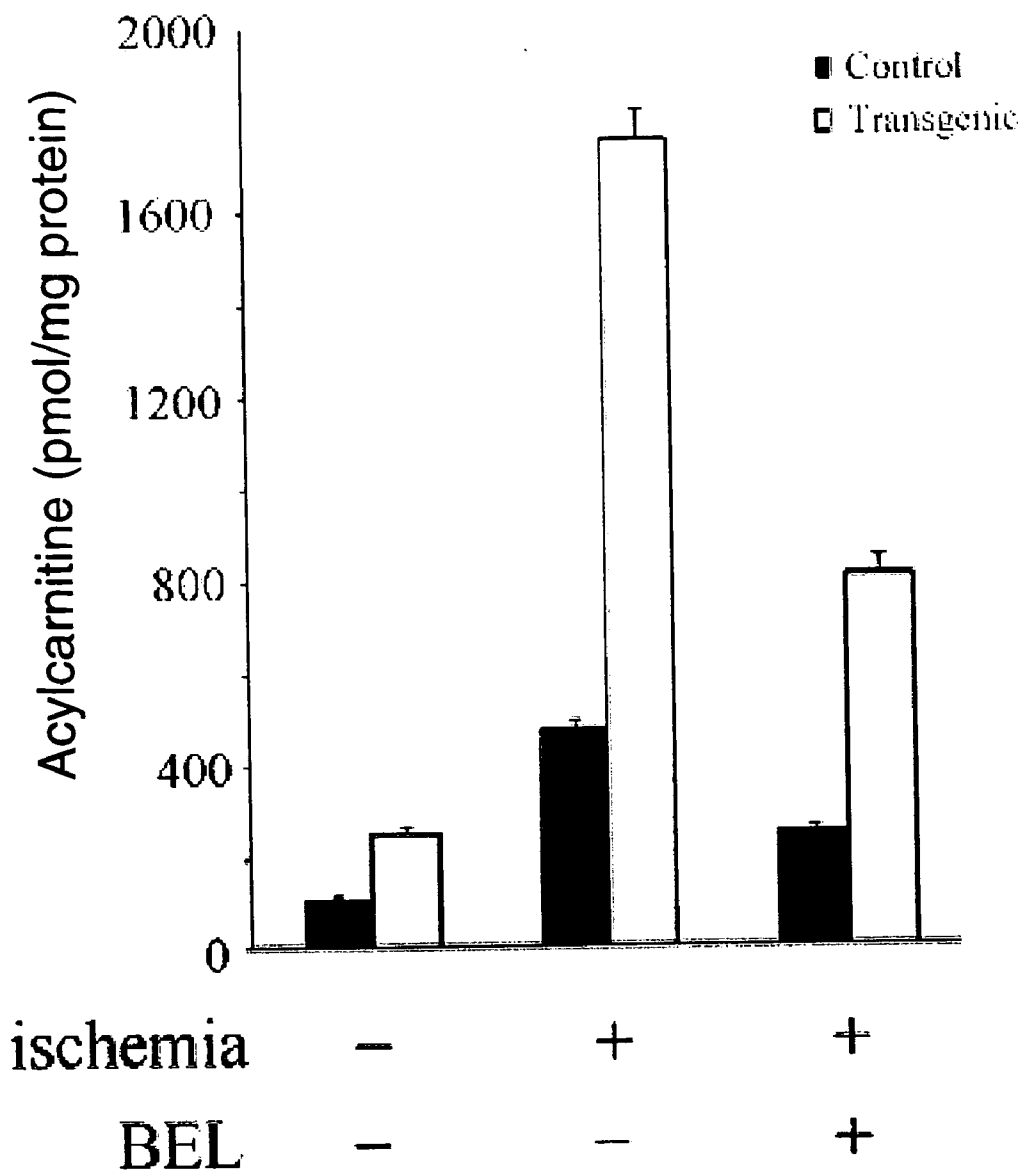 2000
Control
Transgenic
1600
1200
800
400
0
Acylcarnitine (pmol/mg protein)
ischemia − + +
BEL − − +